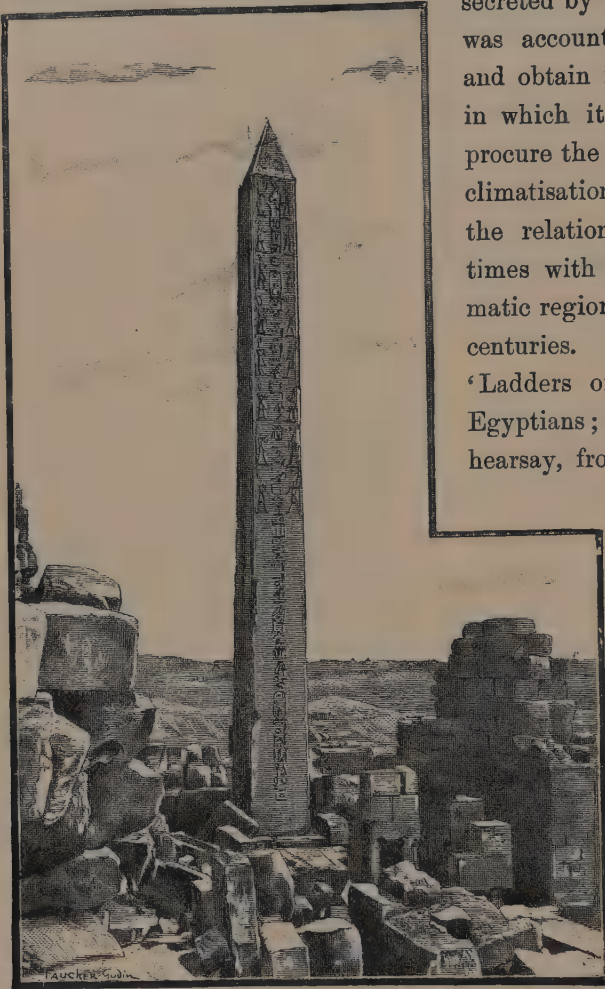 secreted by
was account
and obtain
in which it
procure the
climatisation
the relation
times with
matic region
centuries.
‘Ladders o
Egyptians;
hearsay, fro
FAUCHER-Gudin